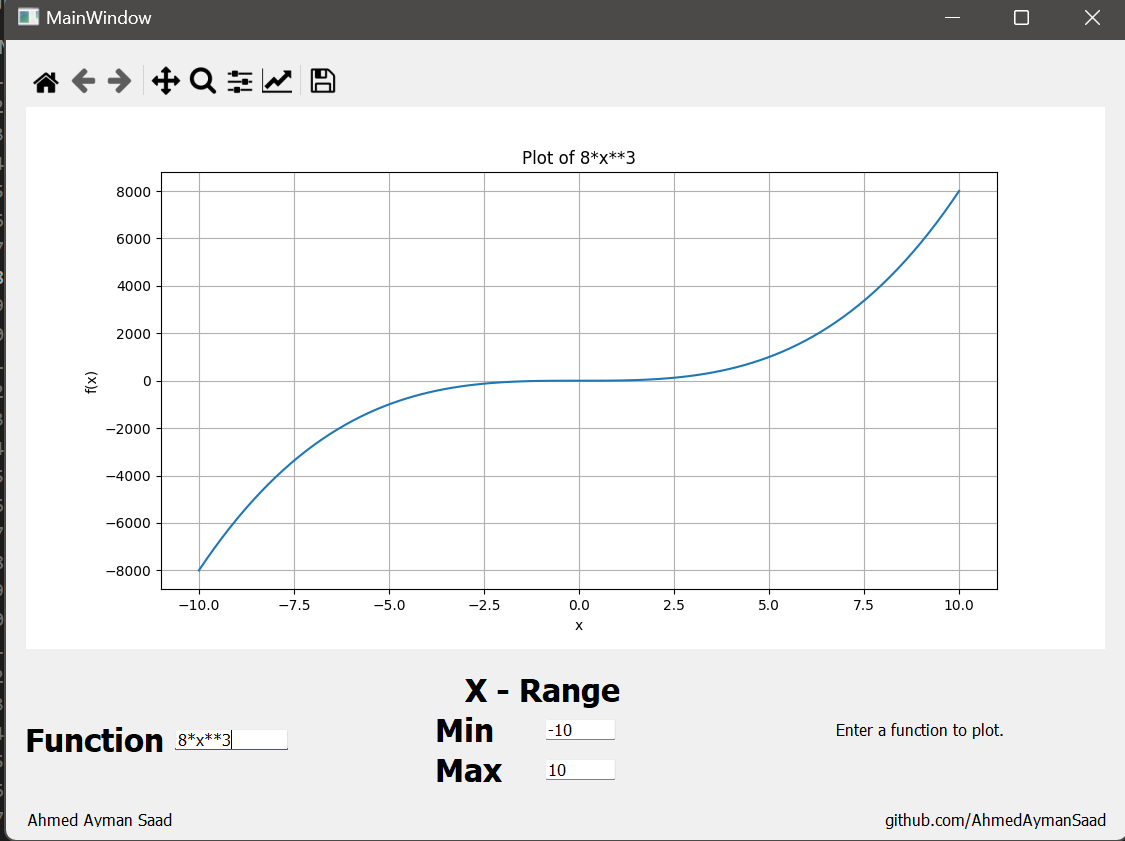 MainWindow
Plot of 8*x**3
8000
6000
4000
2000
0
−2000
−4000
−6000
−8000
f(x)
−10.0 −7.5 −5.0 −2.5 0.0 2.5 5.0 7.5 10.0
x
X - Range
Function 8*x**3
Min -10
Enter a function to plot.
Max 10
Ahmed Ayman Saad
github.com/AhmedAymanSaad